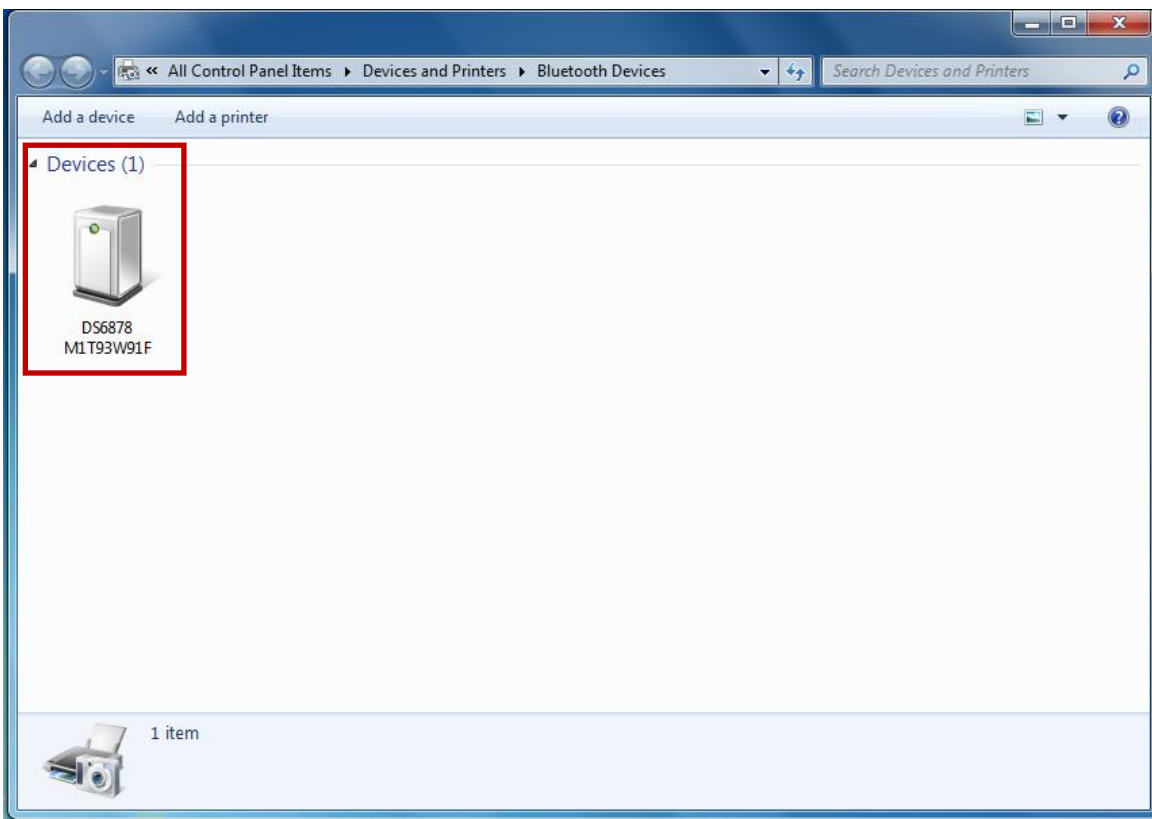 « All Control Panel Items ▸ Devices and Printers ▸ Bluetooth Devices
Search Devices and Printers
Add a device Add a printer
Devices (1)
DS6878
M1T93W91F
1 item